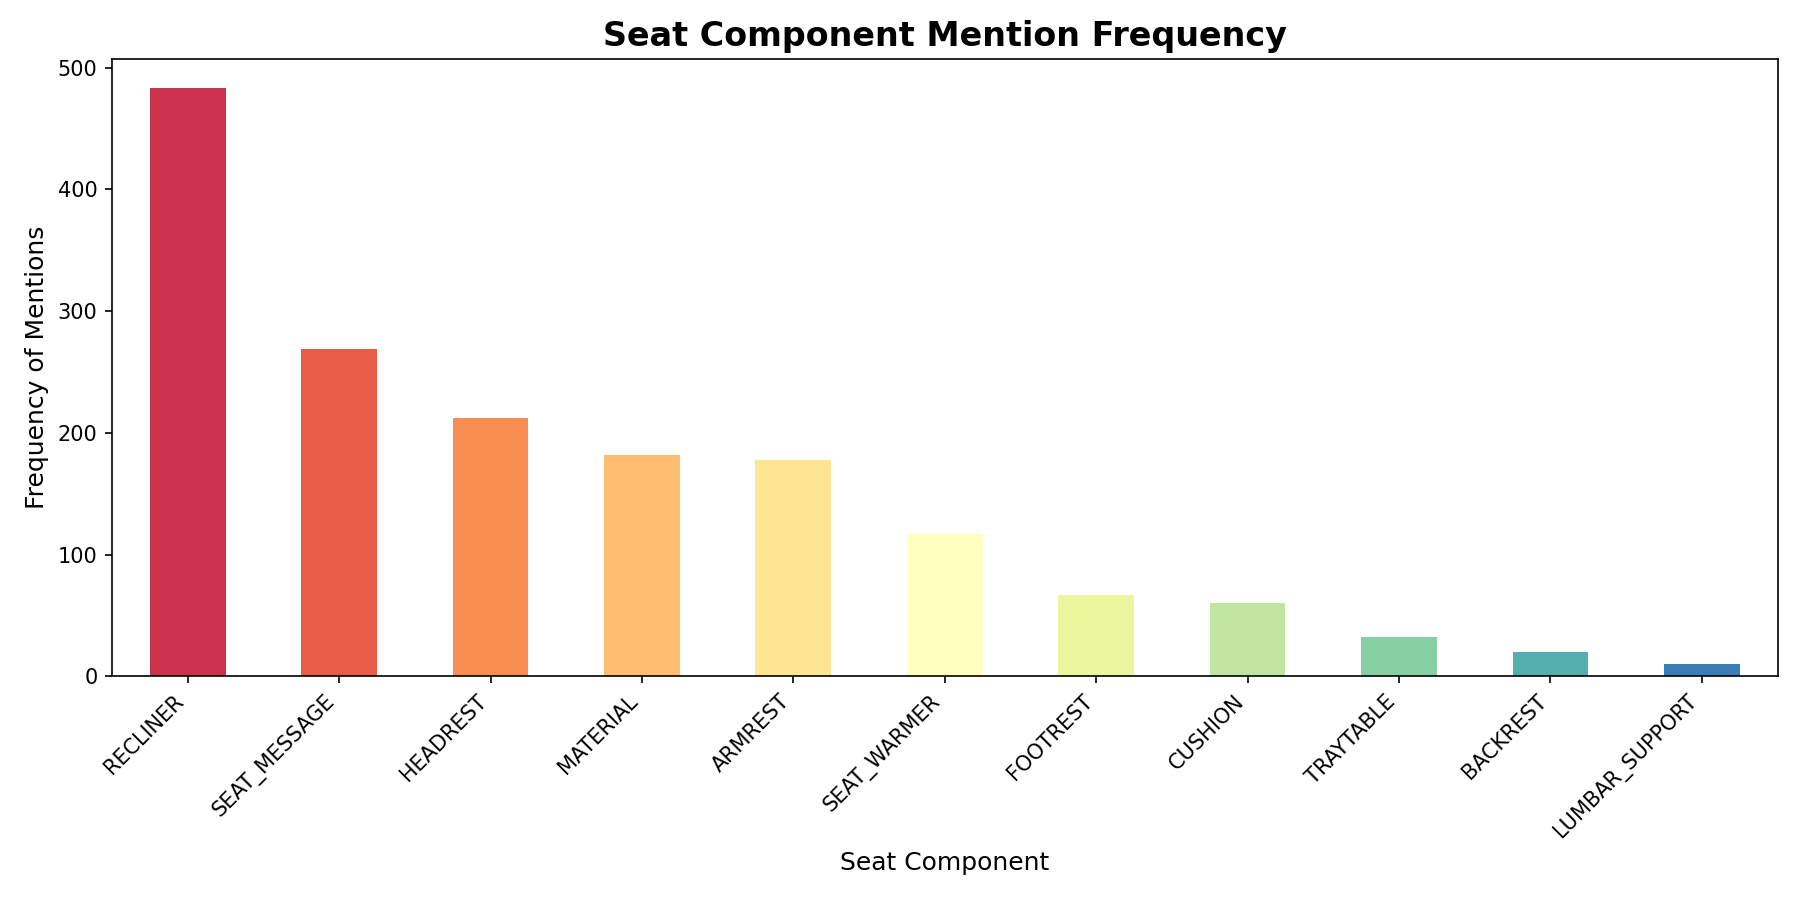 Seat Component Mention Frequency
Frequency of Mentions
500
400
300
200
100
0
RECLINER
SEAT_MESSAGE
HEADREST
MATERIAL
ARMREST
SEAT_WARMER
FOOTREST
CUSHION
TRAYTABLE
BACKREST
LUMBAR_SUPPORT
Seat Component